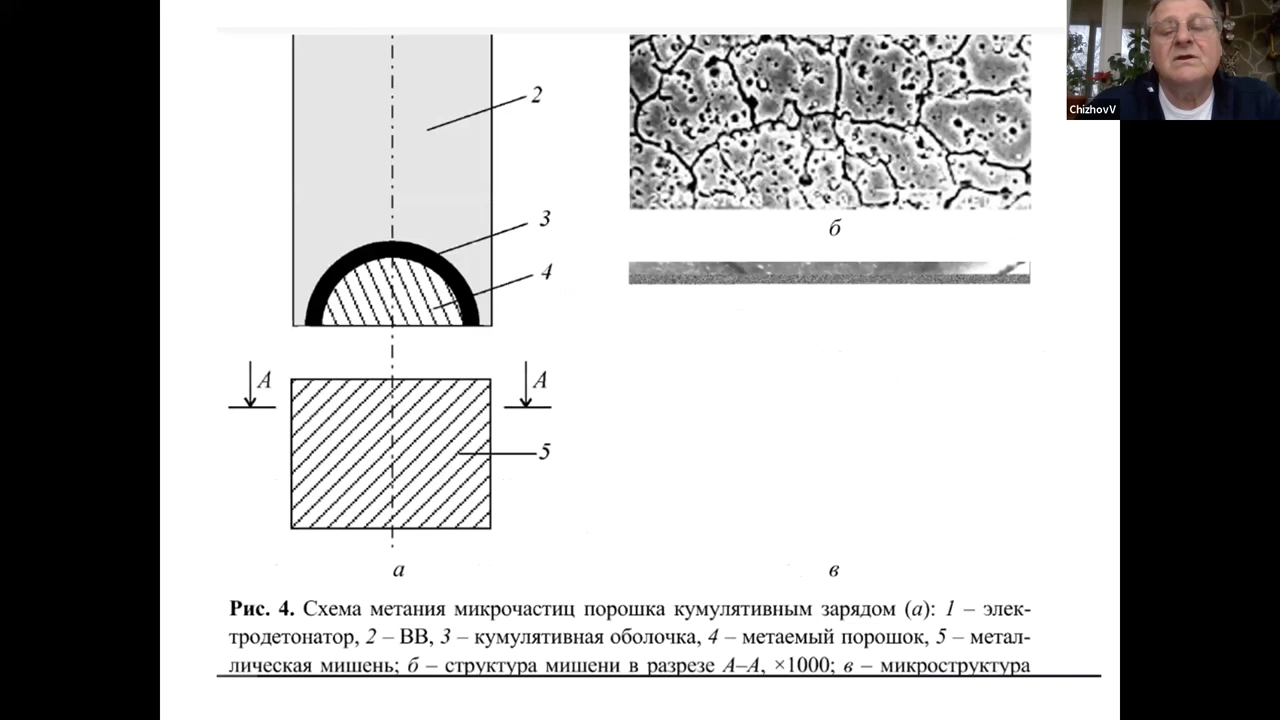 ChizhovV
2
3
б
4
А
А
5
а
в
Рис. 4. Схема метания микрочастиц порошка кумулятивным зарядом (а): 1 – элек-
тродетонатор, 2 – ВВ, 3 – кумулятивная оболочка, 4 – метаемый порошок, 5 – метал-
лическая мишень; б – структура мишени в разрезе А–А, ×1000; в – микроструктура